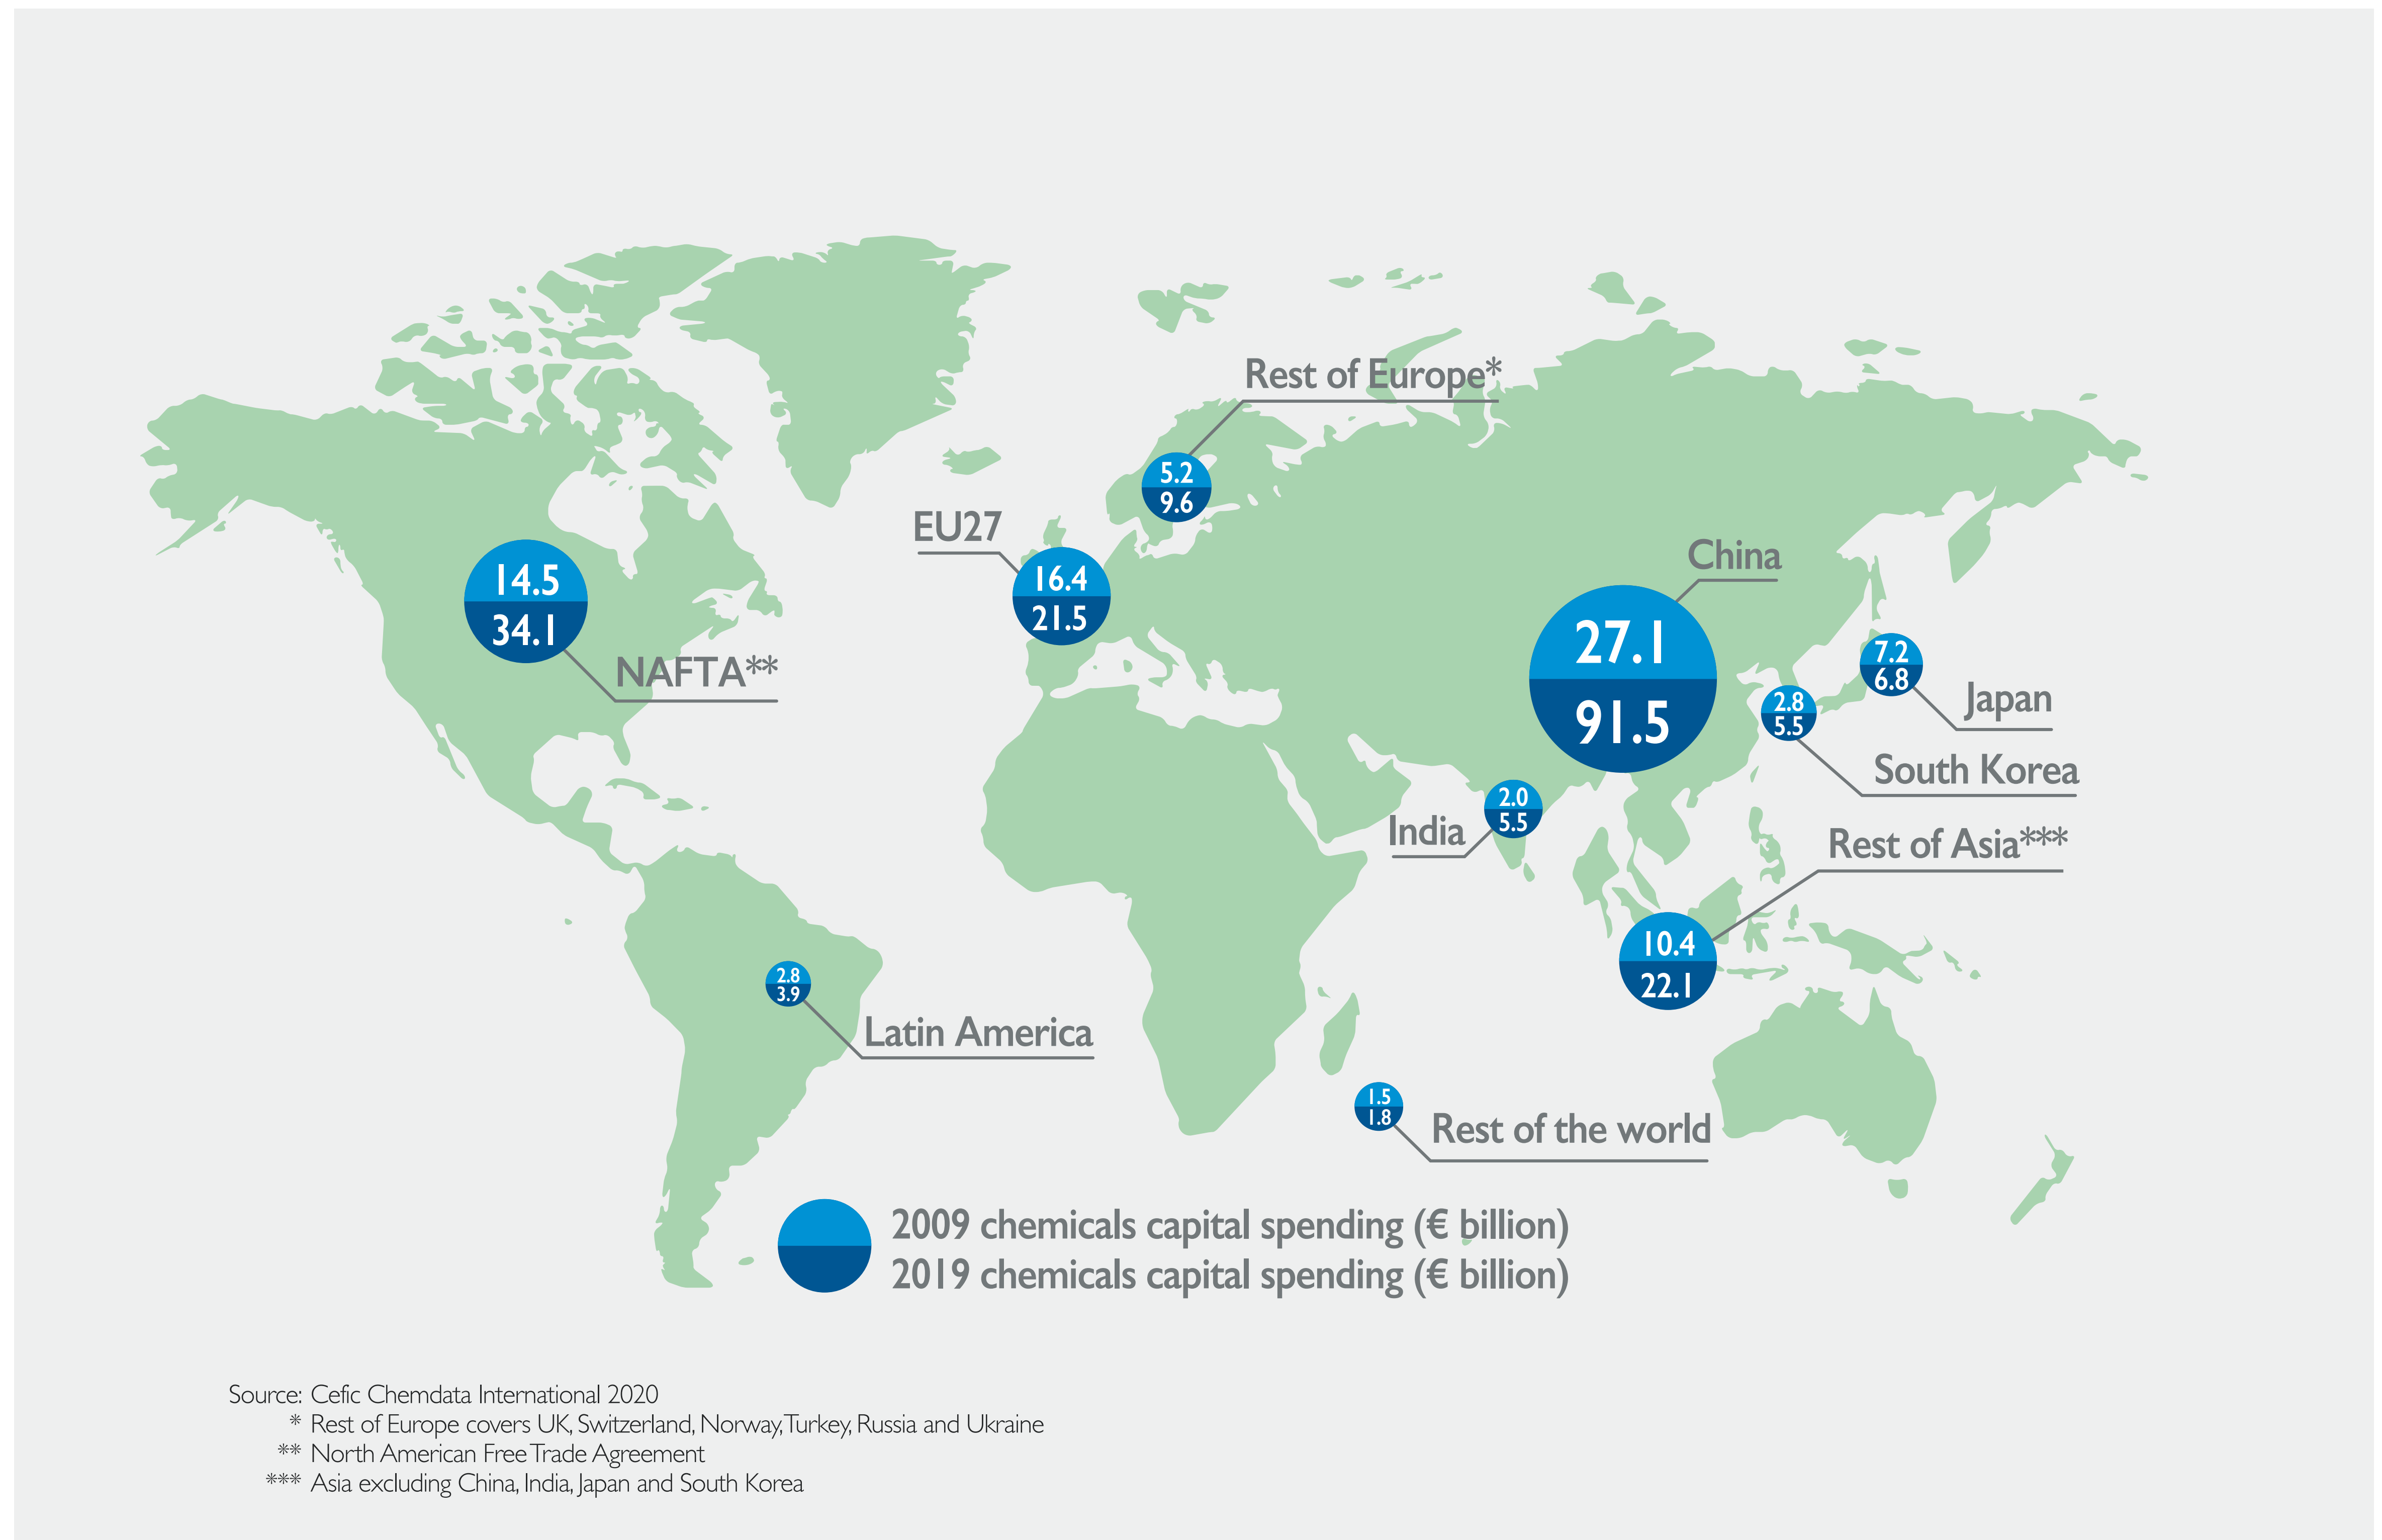 Rest of Europe*
5.2
9.6
EU27
16.4
21.5
14.5
34.1
NAFTA**
China
27.1
91.5
7.2
6.8
Japan
2.8
5.5
South Korea
2.0
5.5
India
Rest of Asia***
10.4
22.1
2.8
3.9
Latin America
1.5
1.8
Rest of the world
2009 chemicals capital spending (€ billion)
2019 chemicals capital spending (€ billion)
Source: Cefic Chemdata International 2020
* Rest of Europe covers UK, Switzerland, Norway, Turkey, Russia and Ukraine
** North American Free Trade Agreement
*** Asia excluding China, India, Japan and South Korea